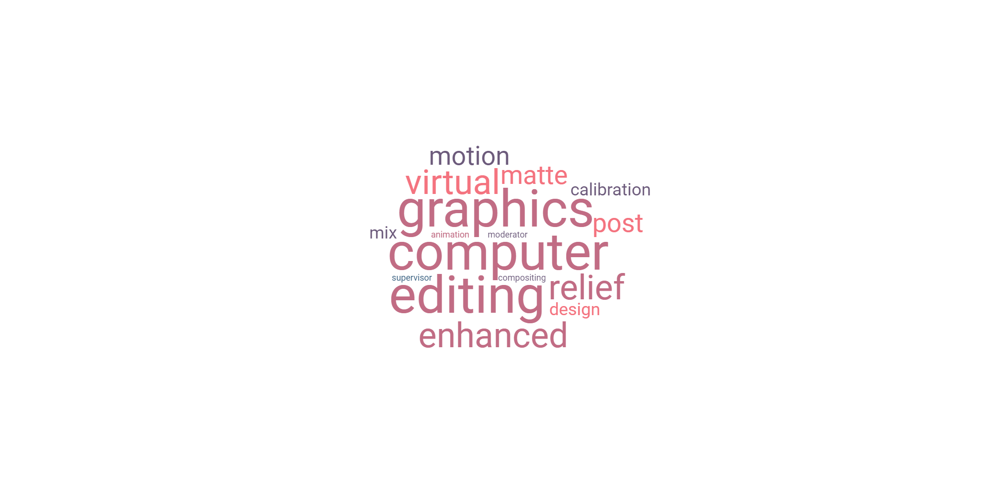 motion
virtual matte
calibration
graphics
post
mix
animation moderator
computer
supervisor compositing
editing relief
design
enhanced